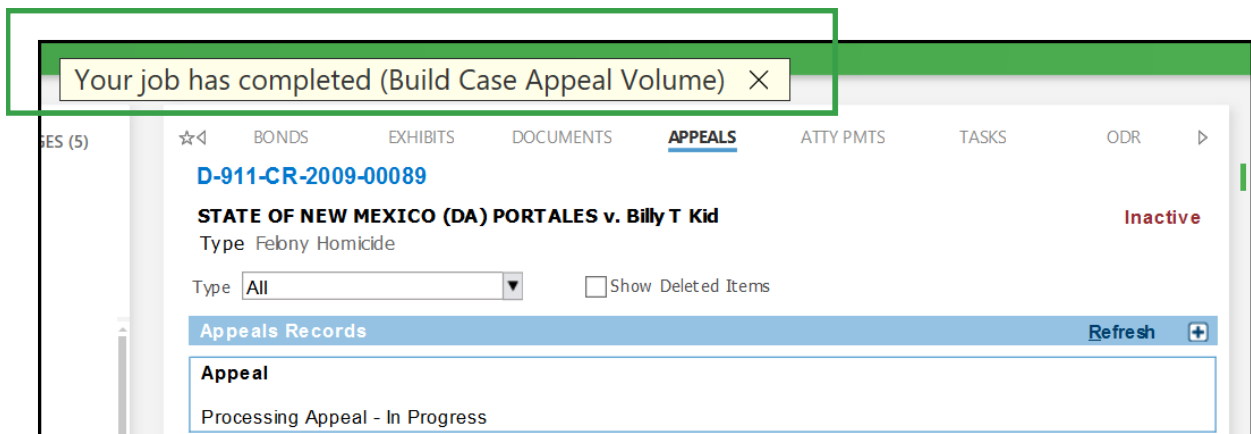 Your job has completed (Build Case Appeal Volume)
GES (5)
BONDS EXHIBITS DOCUMENTS APPEALS ATTY PMTS TASKS ODR
D-911-CR-2009-00089
STATE OF NEW MEXICO (DA) PORTALES v. Billy T Kid Inactive
Type Felony Homicide
Type All Show Deleted Items
Appeals Records Refresh
Appeal
Processing Appeal - In Progress